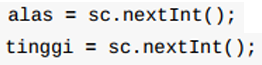 alas = sc.nextInt();
tinggi = sc.nextInt();